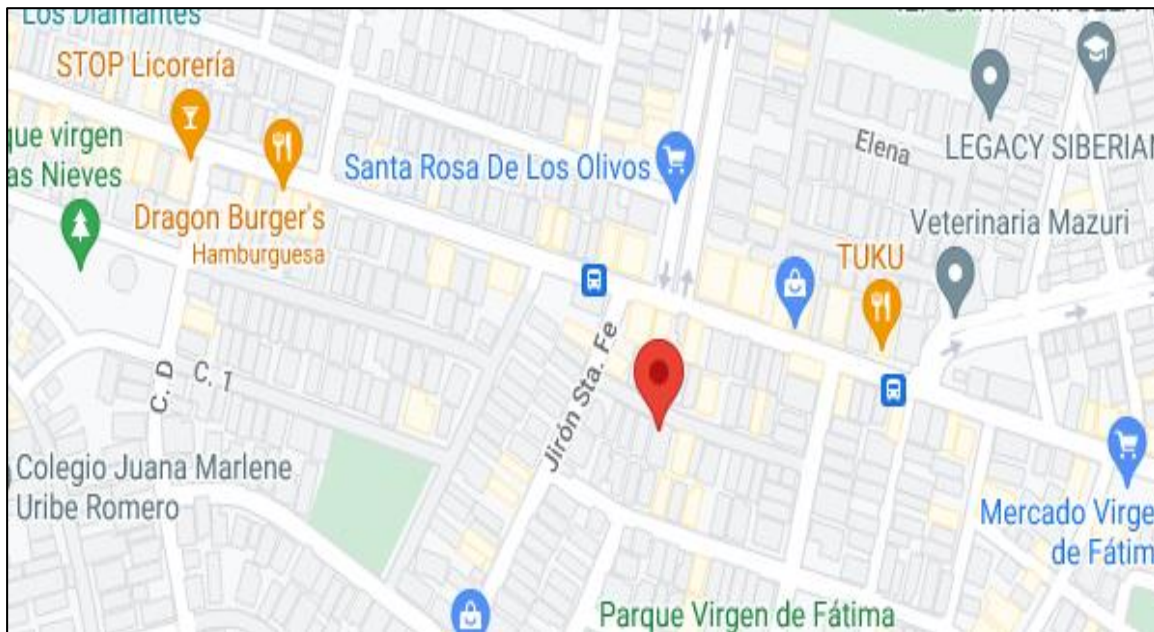 Los Diamantes
STOP Licorería
que virgen
as Nieves
Dragon Burger's
Hamburguesa
Santa Rosa De Los Olivos
Elena
LEGACY SIBERIAN
Veterinaria Mazuri
TUKU
Jirón Sta. Fe
C. D
C. 1
Colegio Juana Marlene
Uribe Romero
Mercado Virge
de Fátim
Parque Virgen de Fátima